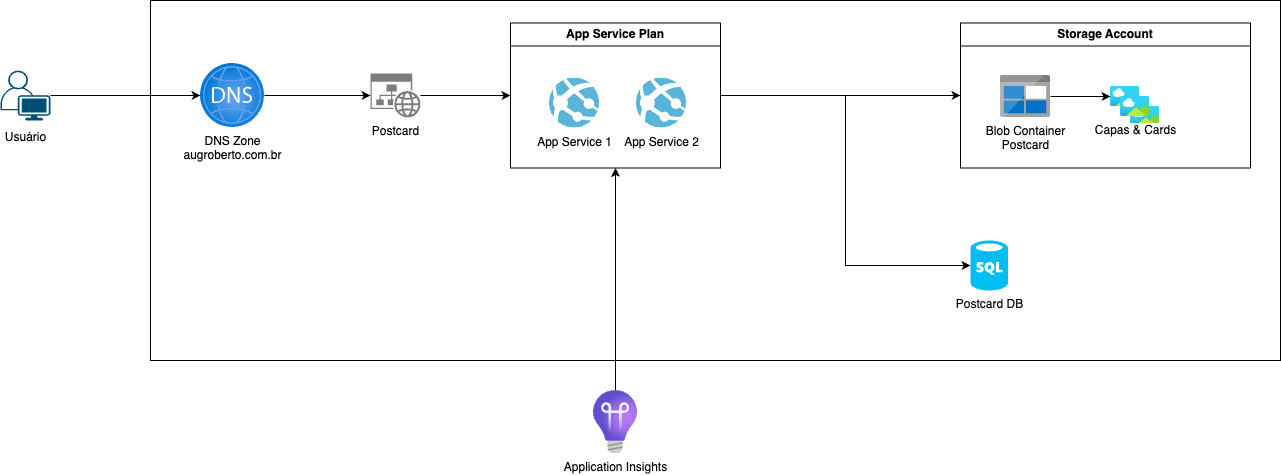 App Service Plan
Storage Account
DNS
Usuário
DNS Zone
augroberto.com.br
Postcard
App Service 1
App Service 2
Blob Container
Postcard
Capas & Cards
SQL
Postcard DB
Application Insights